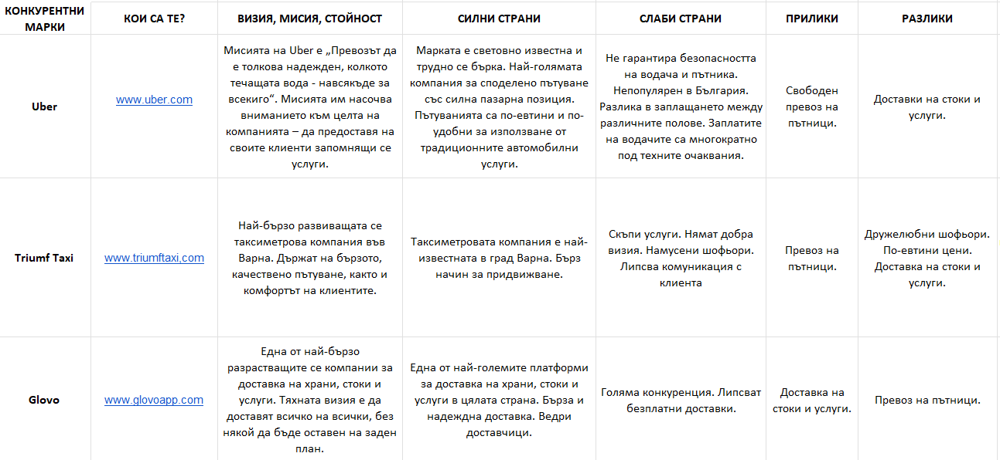 КОНКУРЕНТНИ
МАРКИ
КОИ СА ТЕ?
ВИЗИЯ, МИСИЯ, СТОЙНОСТ
СИЛНИ СТРАНИ
СЛАБИ СТРАНИ
ПРИЛИКИ
РАЗЛИКИ
Uber
www.uber.com
Мисията на Uber е „Превозът да
е толкова надежден, колкото
течащата вода - навсякъде за
всекиго“. Мисията им насочва
вниманието към целта на
компанията – да предоставя на
своите клиенти запомнящи се
услуги.
Марката е световно известна и
трудно се бърка. Най-голямата
компания за споделено пътуване
със силна пазарна позиция.
Пътуванията са по-евтини и по-
удобни за използване от
традиционните автомобилни
услуги.
Не гарантира безопасността
на водача и пътника.
Непопулярен в България.
Разлика в заплащането между
различните полове. Заплатите
на водачите са многократно
под техните очаквания.
Свободен
превоз на
пътници.
Доставки на стоки и
услуги.
Triumf Taxi
www.triumftaxi,com
Най-бързо развиващата се
таксиметрова компания във
Варна. Държат на бързото,
качествено пътуване, както и
комфортът на клиентите.
Таксиметровата компания е най-
известната в град Варна. Бърз
начин за придвижване.
Скъпи услуги. Нямат добра
визия. Намусени шофьори.
Липсва комуникация с
клиента
Превоз на
пътници.
Дружелюбни шофьори.
По-евтини цени.
Доставка на стоки и
услуги.
Glovo
www.glovoapp.com
Една от най-бързо
разрастващите се компании за
доставка на храни, стоки и
услуги. Тяхната визия е да
доставят всичко на всички, без
някой да бъде оставен на заден
план.
Една от най-големите платформи
за доставка на храни, стоки и
услуги в цялата страна. Бърза и
надеждна доставка. Ведри
доставчици.
Голяма конкуренция. Липсват
безплатни доставки.
Доставка на
стоки и услуги.
Превоз на пътници.